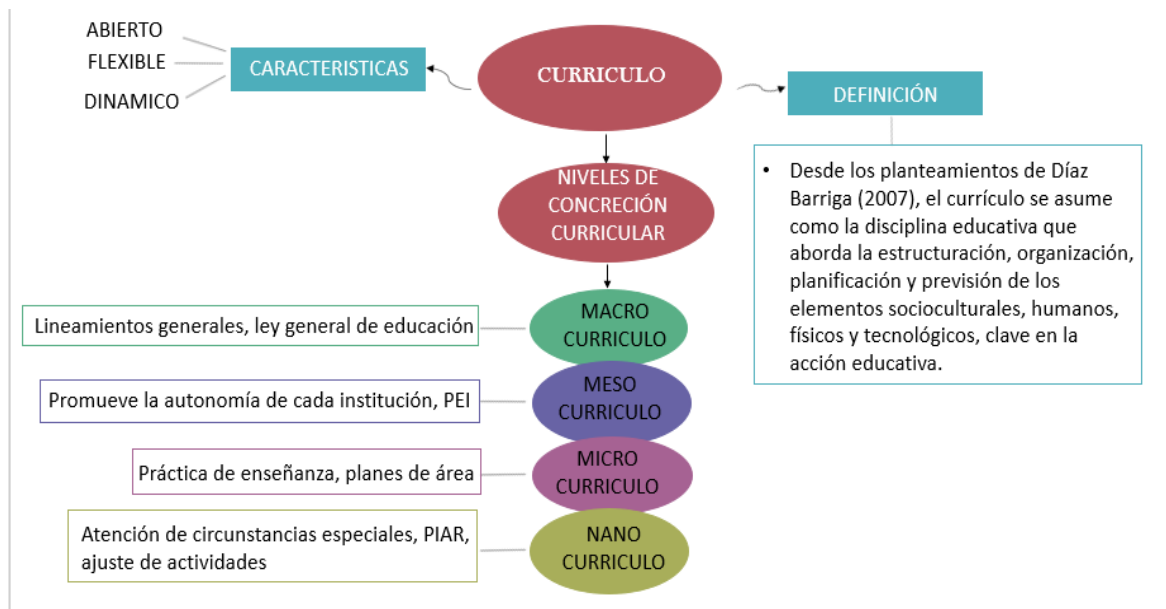 ABIERTO
FLEXIBLE
DINAMICO
CARACTERISTICAS
CURRICULO
DEFINICIÓN
• Desde los planteamientos de Díaz
Barriga (2007), el currículo se asume
como la disciplina educativa que
aborda la estructuración, organización,
planificación y previsión de los
elementos socioculturales, humanos,
físicos y tecnológicos, clave en la
acción educativa.
NIVELES DE
CONCRECIÓN
CURRICULAR
MACRO
CURRICULO
Lineamientos generales, ley general de educación
MESO
CURRICULO
Promueve la autonomía de cada institución, PEI
MICRO
CURRICULO
Práctica de enseñanza, planes de área
NANO
CURRICULO
Atención de circunstancias especiales, PIAR,
ajuste de actividades